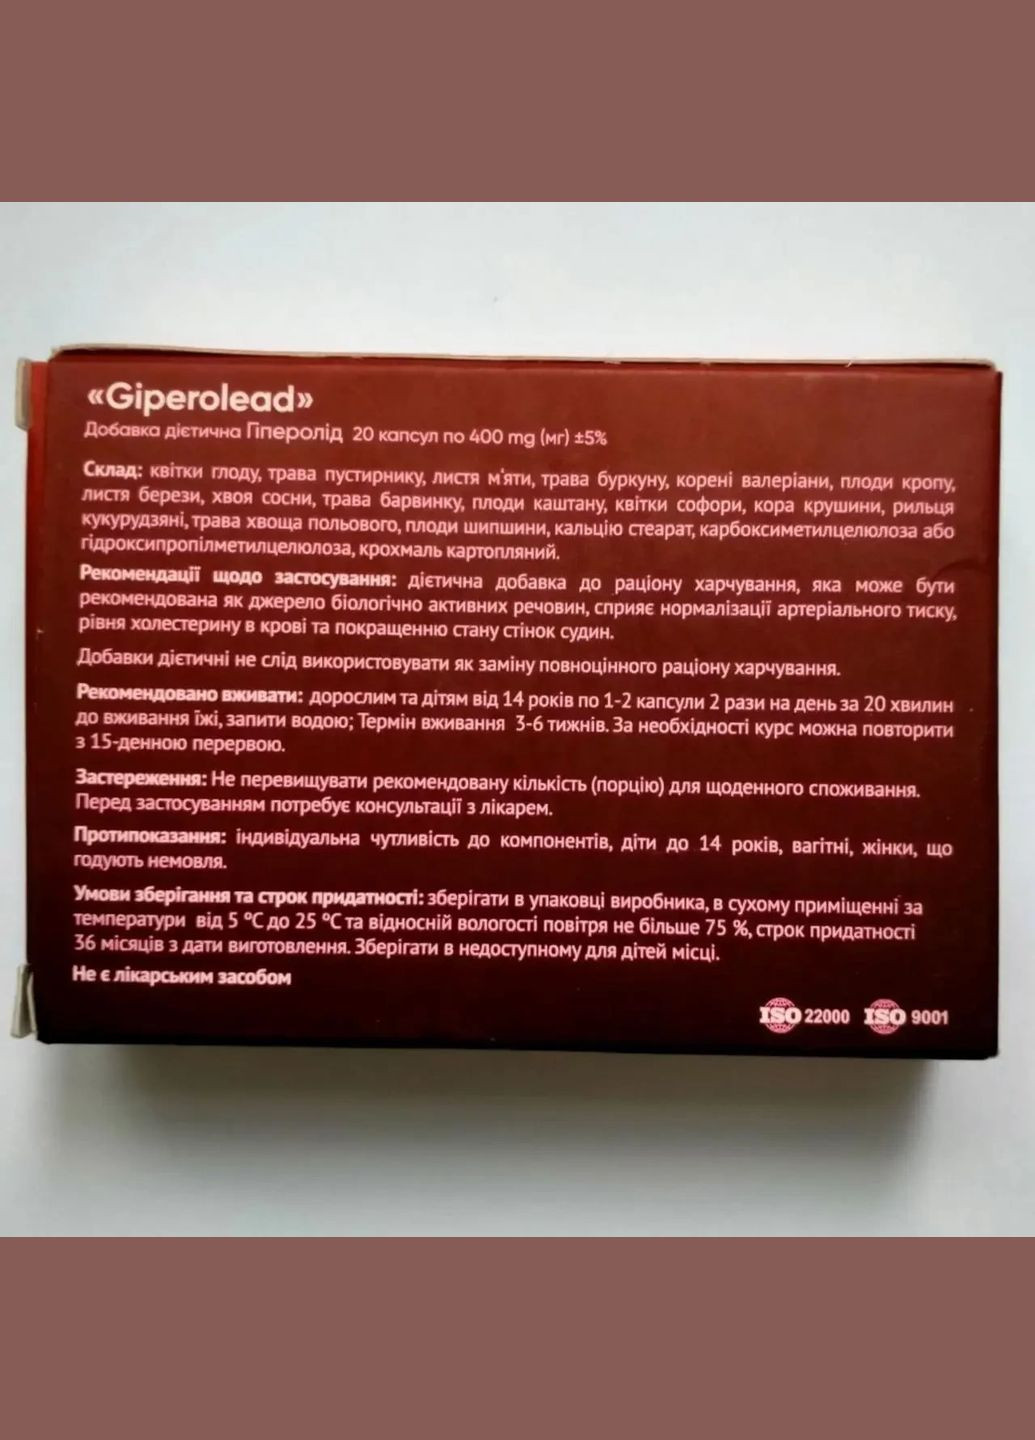 «Giperolead»
Добавка дієтична Гіперолід 20 капсул по 400 mg (мг) ±5%
Склад: квітки глоду, трава пустирнику, листя м'яти, трава буркуну, корені валеріани, плоди кропу,
листя берези, хвоя сосни, трава барвинку, плоди каштану, квітки софори, кора крушини, рильця
кукурудзяні, трава хвоща польового, плоди шипшини, кальцію стеарат, карбоксиметилцелюлоза або
гідроксипропілметилцелюлоза, крохмаль картопляний.
Рекомендації щодо застосування: дієтична добавка до раціону харчування, яка може бути
рекомендована як джерело біологічно активних речовин, сприяє нормалізації артеріального тиску,
рівня холестерину в крові та покращенню стану стінок судин.
Добавки дієтичні не слід використовувати як заміну повноцінного раціону харчування.
Рекомендовано вживати: дорослим та дітям від 14 років по 1-2 капсули 2 рази на день за 20 хвилин
до вживання їжі, запити водою; Термін вживання 3-6 тижнів. За необхідності курс можна повторити
з 15-денною перервою.
Застереження: Не перевищувати рекомендовану кількість (порцію) для щоденного споживання.
Перед застосуванням потребує консультації з лікарем.
Протипоказання: індивідуальна чутливість до компонентів, діти до 14 років, вагітні, жінки, що
годують немовля.
Умови зберігання та строк придатності: зберігати в упаковці виробника, в сухому приміщенні за
температури від 5 °C до 25 °C та відносній вологості повітря не більше 75 %, строк придатності
36 місяців з дати виготовлення. Зберігати в недоступному для дітей місці.
Не є лікарським засобом
ISO 22000 ISO 9001